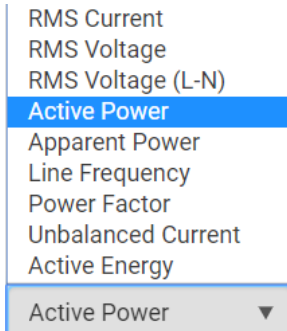 RMS Current
RMS Voltage
RMS Voltage (L-N)
Active Power
Apparent Power
Line Frequency
Power Factor
Unbalanced Current
Active Energy
Active Power